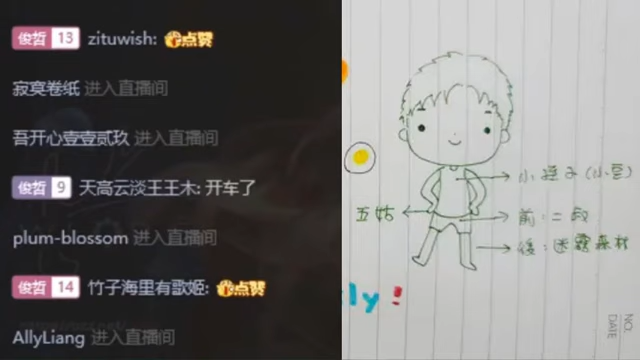 俊哲 13 zituwish: 点赞
寂寞卷纸 进入直播间
吾开心壹壹贰玖 进入直播间
俊哲 9 天高云淡王王木: 开车了
plum-blossom 进入直播间
俊哲 14 竹子海里有歌姬: 点赞
AllyLiang 进入直播间
小 子(小宫)
五姑
前:二
後:迷露森林
ly!
NO.
DATE